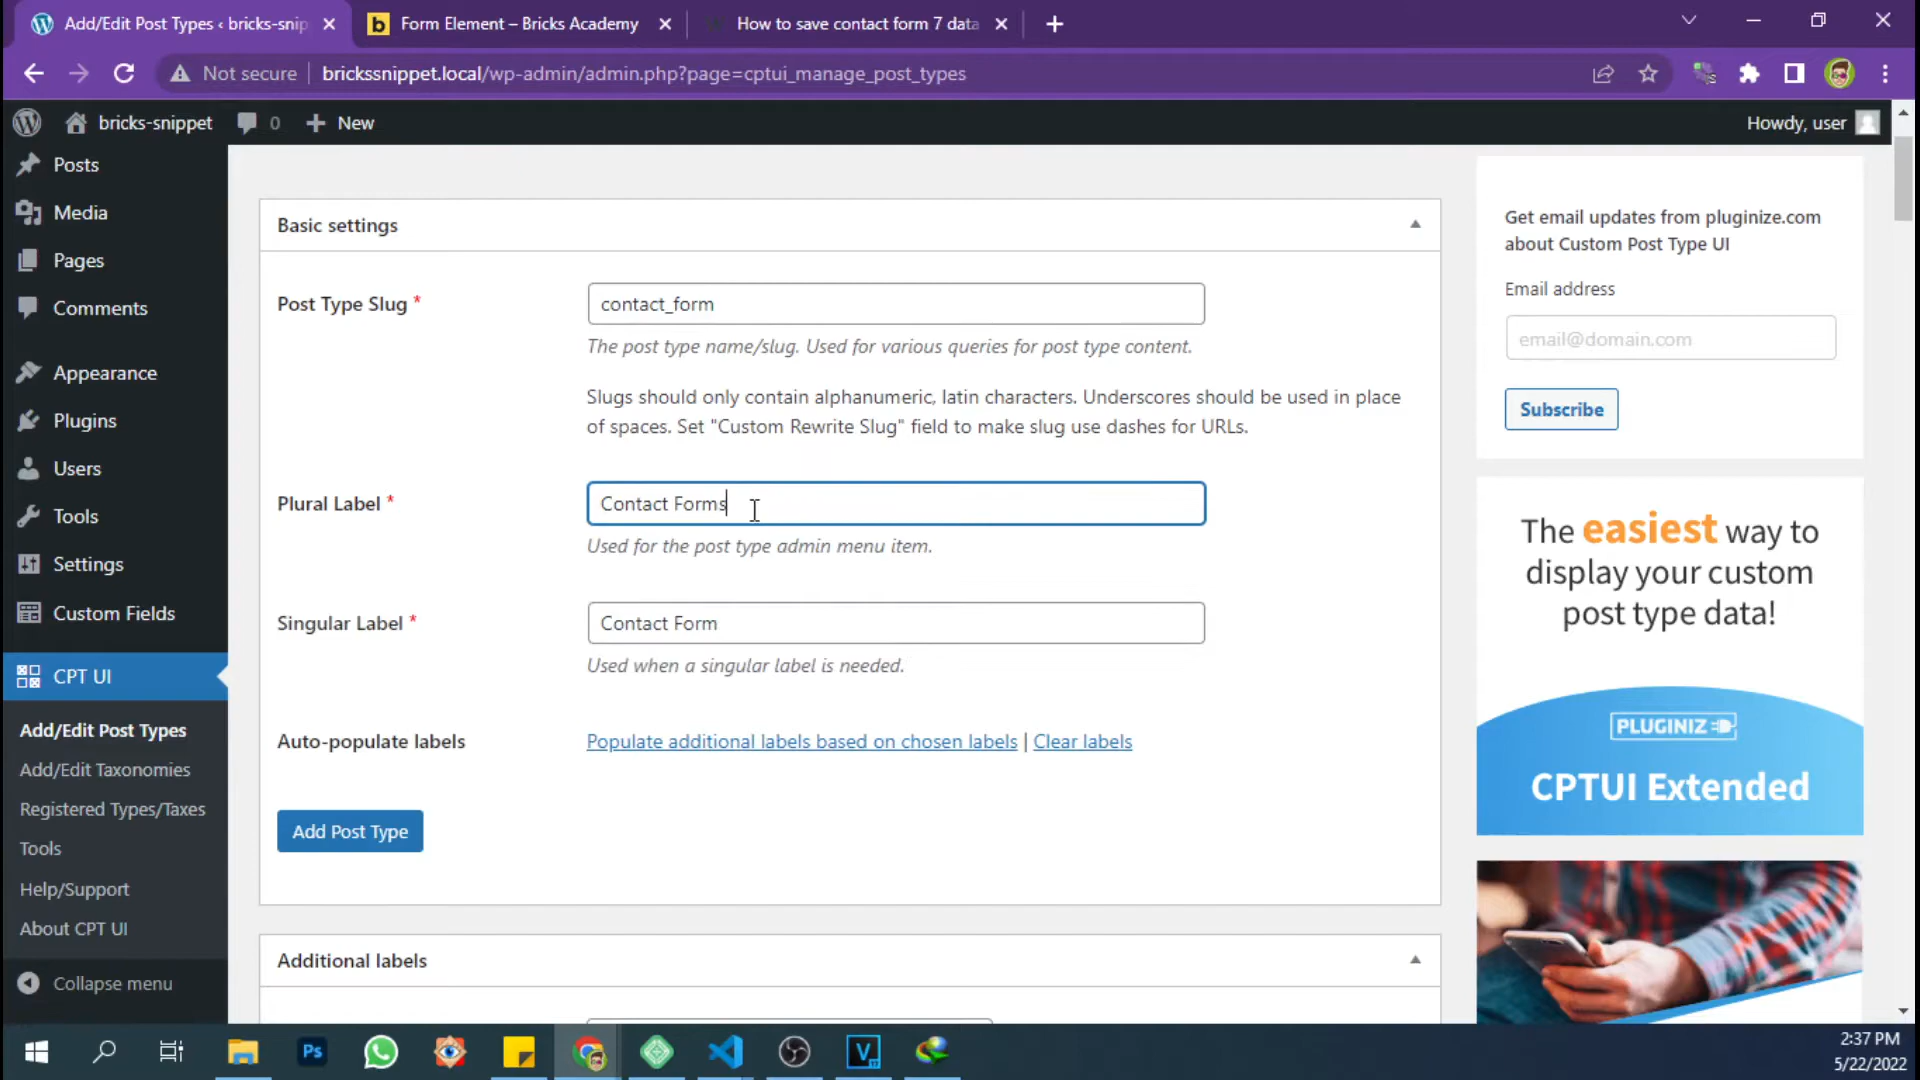 Add/Edit Post Types ‹ bricks-snip
Form Element – Bricks Academy
How to save contact form 7 data
Not secure
brickssnippet.local/wp-admin/admin.php?page=cptui_manage_post_types
bricks-snippet
0
New
Howdy, user
Posts
Media
Pages
Comments
Appearance
Plugins
Users
Tools
Settings
Custom Fields
CPT UI
Add/Edit Post Types
Add/Edit Taxonomies
Registered Types/Taxes
Tools
Help/Support
About CPT UI
Collapse menu
Basic settings
Post Type Slug *
contact_form
The post type name/slug. Used for various queries for post type content.
Slugs should only contain alphanumeric, latin characters. Underscores should be used in place
of spaces. Set "Custom Rewrite Slug" field to make slug use dashes for URLs.
Plural Label *
Contact Forms
Used for the post type admin menu item.
Singular Label *
Contact Form
Used when a singular label is needed.
Auto-populate labels
Populate additional labels based on chosen labels | Clear labels
Add Post Type
Additional labels
Get email updates from pluginize.com
about Custom Post Type UI
Email address
email@domain.com
Subscribe
The easiest way to
display your custom
post type data!
PLUGINIZ
CPTUI Extended
Ps
V
2:37 PM
5/22/2022